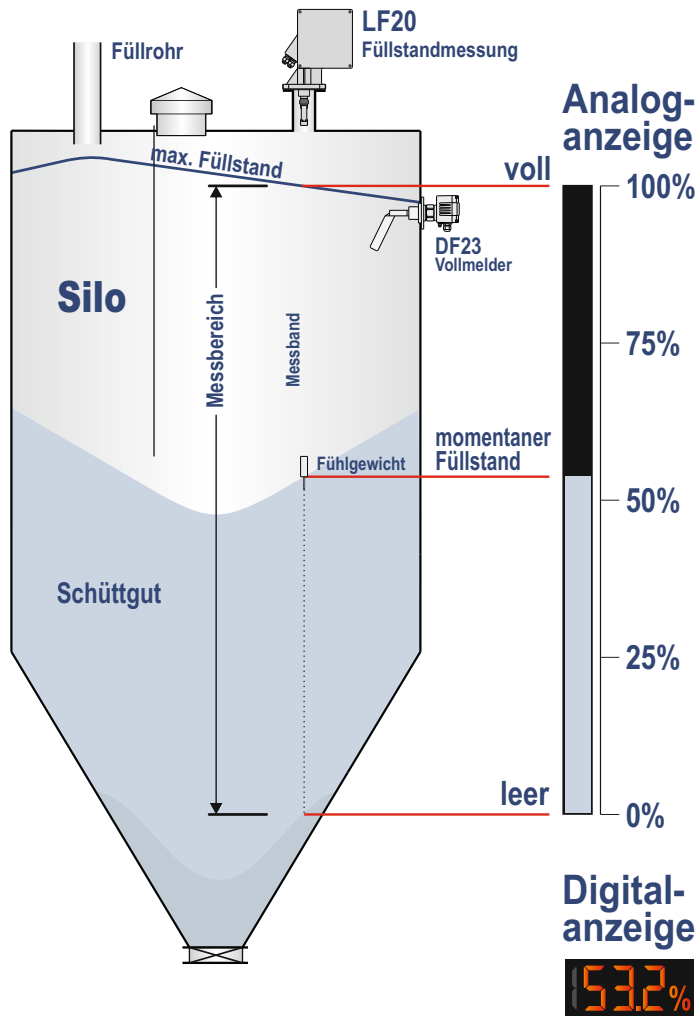 LF20
Füllstandmessung
Füllrohr
Analog-
anzeige
max. Füllstand
voll
100%
DF23
Vollmelder
Silo
Messbereich
Messband
75%
momentaner
Füllstand
Fühlgewicht
50%
Schüttgut
25%
leer
0%
Digital-
anzeige
53.2%